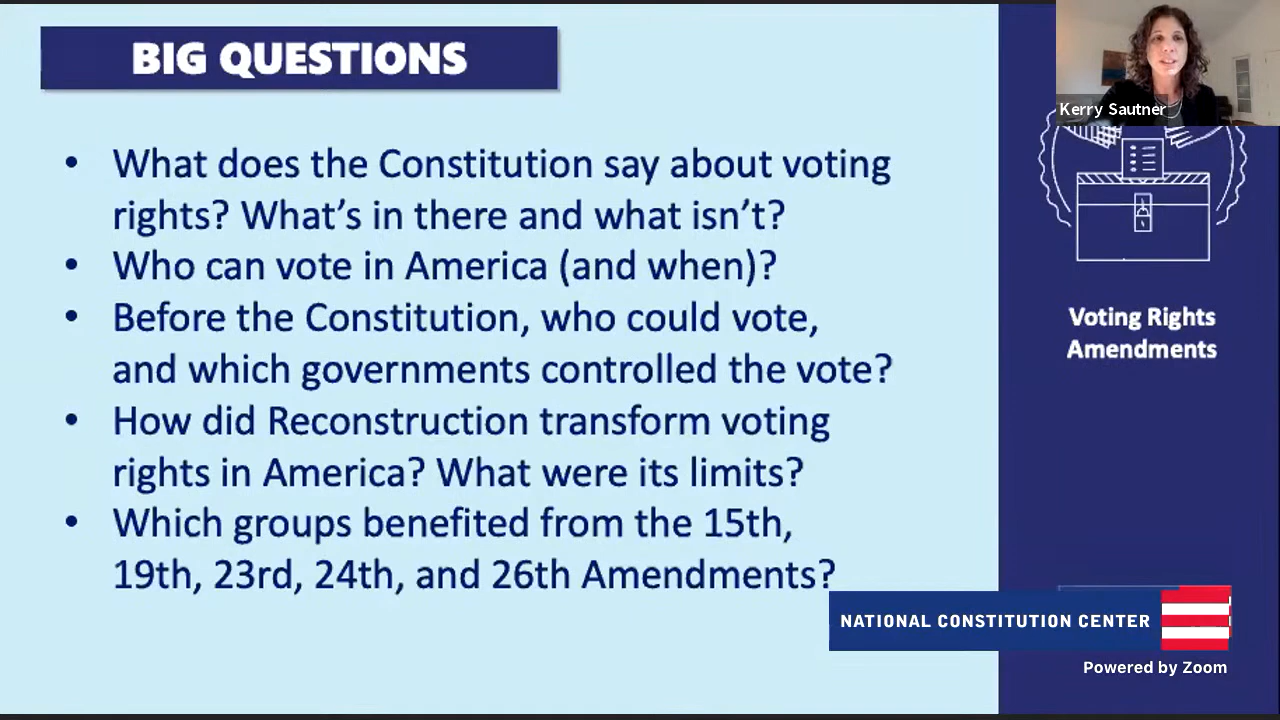 BIG QUESTIONS
• What does the Constitution say about voting
rights? What's in there and what isn't?
• Who can vote in America (and when)?
• Before the Constitution, who could vote,
and which governments controlled the vote?
• How did Reconstruction transform voting
rights in America? What were its limits?
• Which groups benefited from the 15th,
19th, 23rd, 24th, and 26th Amendments?
Kerry Sautner
Voting Rights
Amendments
NATIONAL CONSTITUTION CENTER
Powered by Zoom